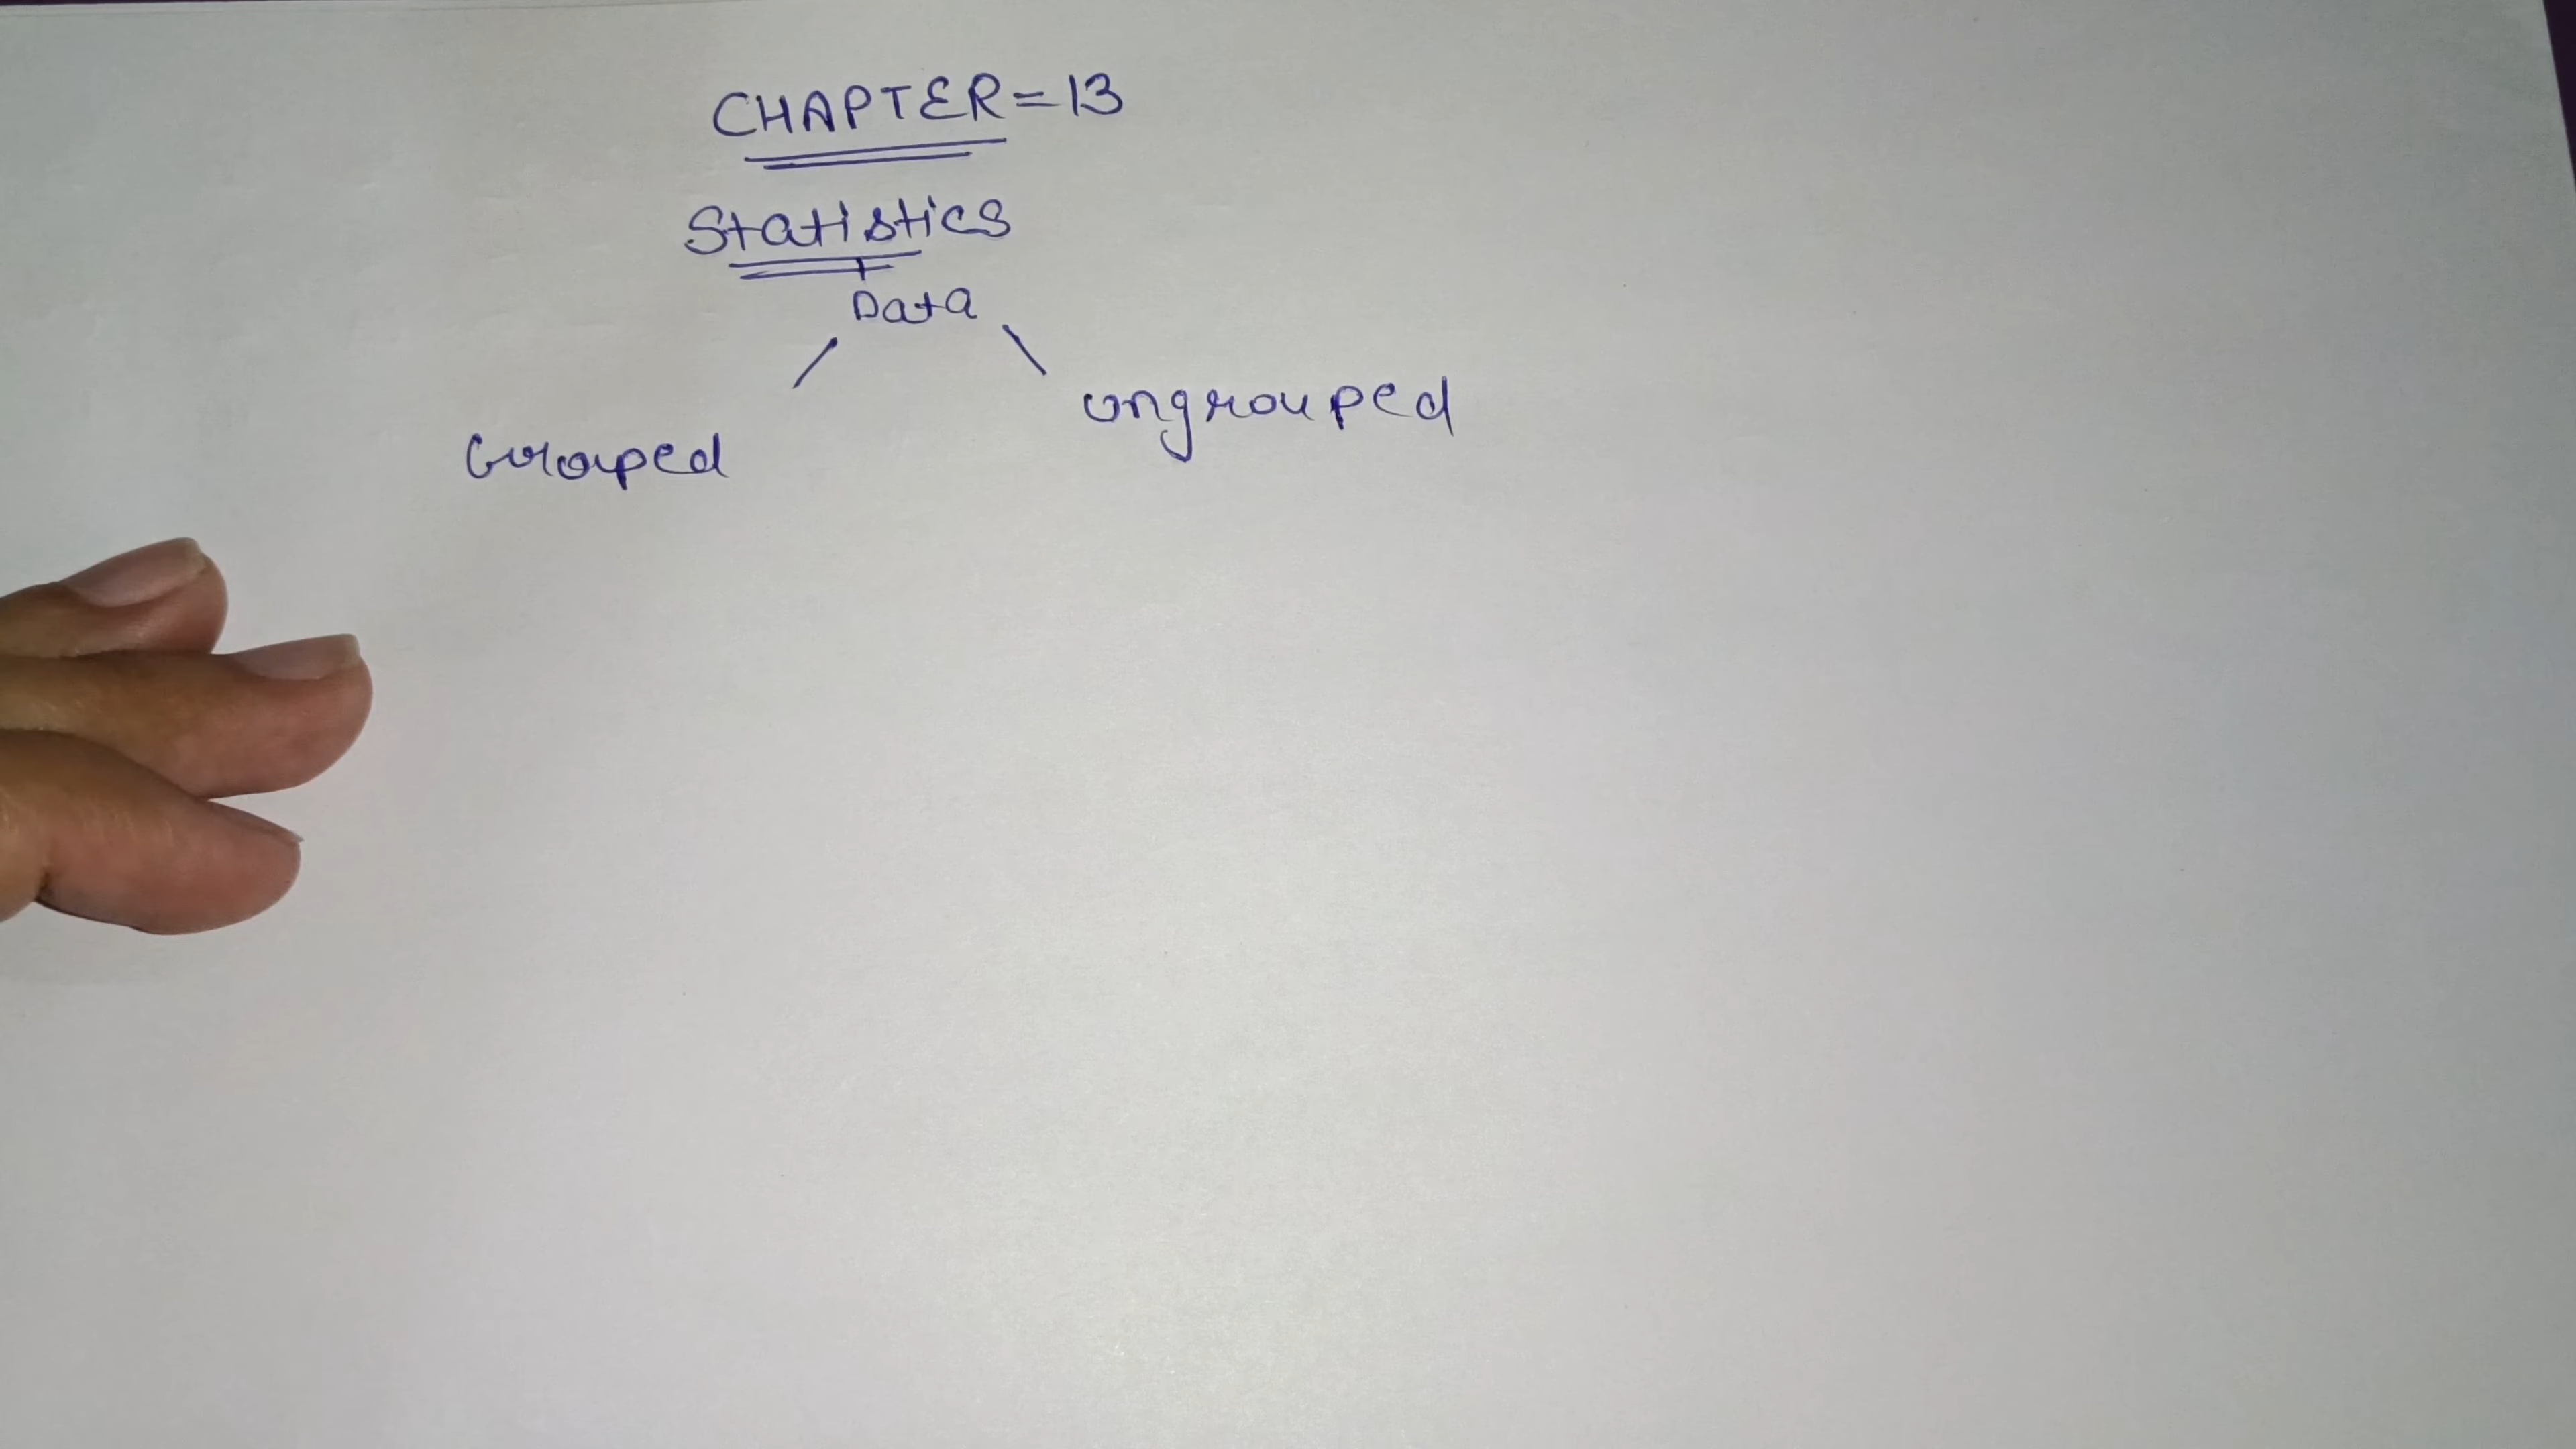 CHAPTER = 13
Statistics
Data
Grouped
ungrouped